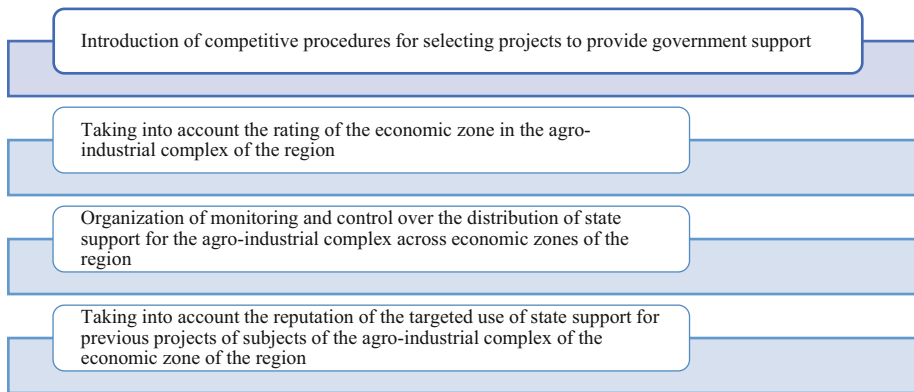 Introduction of competitive procedures for selecting projects to provide government support
Taking into account the rating of the economic zone in the agro-
industrial complex of the region
Organization of monitoring and control over the distribution of state
support for the agro-industrial complex across economic zones of the
region
Taking into account the reputation of the targeted use of state support for
previous projects of subjects of the agro-industrial complex of the
economic zone of the region